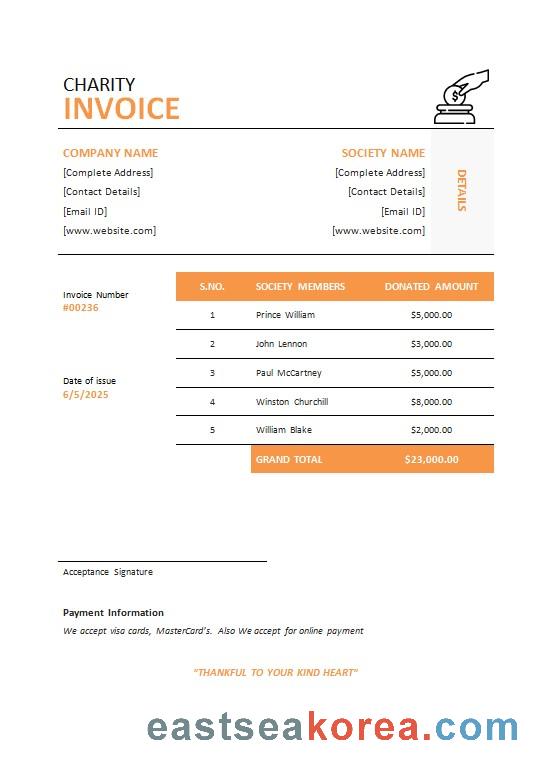 CHARITY
INVOICE
$
COMPANY NAME
[Complete Address]
[Contact Details]
[Email ID]
[www.website.com]
SOCIETY NAME
[Complete Address]
[Contact Details]
[Email ID]
[www.website.com]
DETAILS
Invoice Number
#00236
Date of issue
6/5/2025
S.NO. SOCIETY MEMBERS DONATED AMOUNT
1 Prince William $5,000.00
2 John Lennon $3,000.00
3 Paul McCartney $5,000.00
4 Winston Churchill $8,000.00
5 William Blake $2,000.00
GRAND TOTAL $23,000.00
Acceptance Signature
Payment Information
We accept visa cards, MasterCard's. Also We accept for online payment
"THANKFUL TO YOUR KIND HEART"
eastseakorea.com